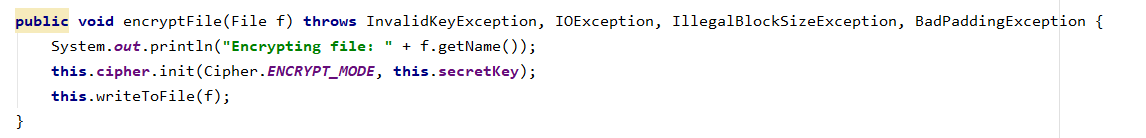 public void encryptFile(File f) throws InvalidKeyException, IOException, IllegalBlockSizeException, BadPaddingException {
    System.out.println("Encrypting file: " + f.getName());
    this.cipher.init(Cipher.ENCRYPT_MODE, this.secretKey);
    this.writeToFile(f);
}